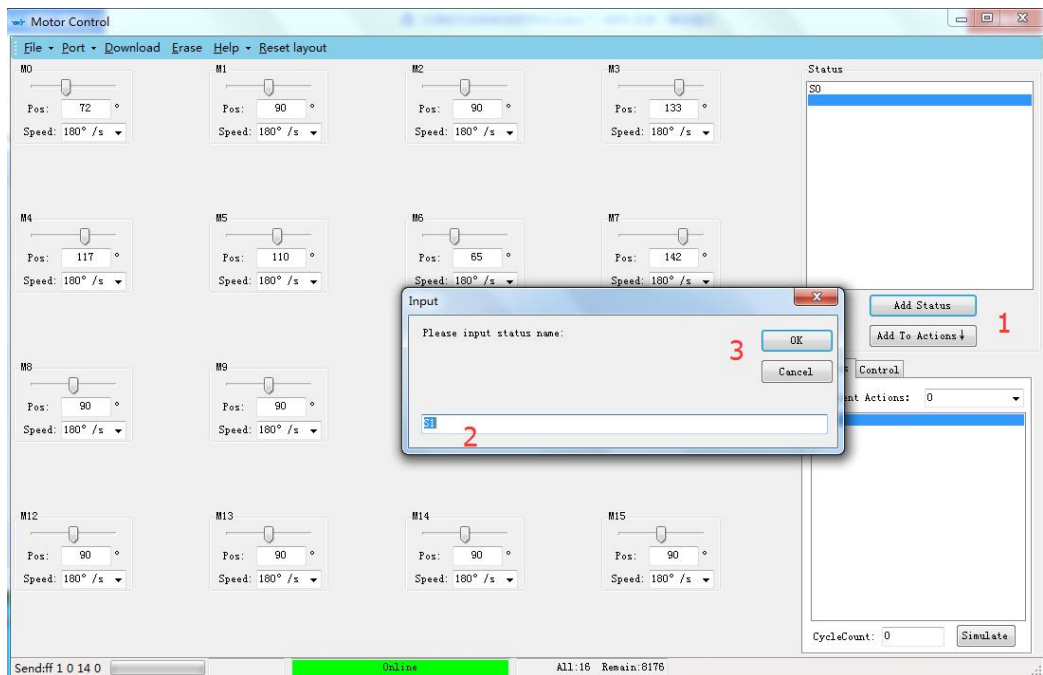 Motor Control
File Port Download Erase Help Reset layout
M0 M1 M2 M3 Status
S0
Pos: 72 ° Pos: 90 ° Pos: 90 ° Pos: 133 °
Speed: 180° /s Speed: 180° /s Speed: 180° /s Speed: 180° /s
M4 M5 M6 M7
Pos: 117 ° Pos: 110 ° Pos: 65 ° Pos: 142 °
Speed: 180° /s Speed: 180° /s Speed: 180° /s Speed: 180° /s
Input
Please input status name:
OK
3
Cancel
S1
2
Add Status
1
Add To Actions↓
M8 M9
Control
Pos: 90 ° Pos: 90 °
Actions: 0
Speed: 180° /s Speed: 180° /s
M12 M13 M14 M15
Pos: 90 ° Pos: 90 ° Pos: 90 ° Pos: 90 °
Speed: 180° /s Speed: 180° /s Speed: 180° /s Speed: 180° /s
CycleCount: 0 Simulate
Send:ff 1 0 14 0 Online All:16 Remain:8176